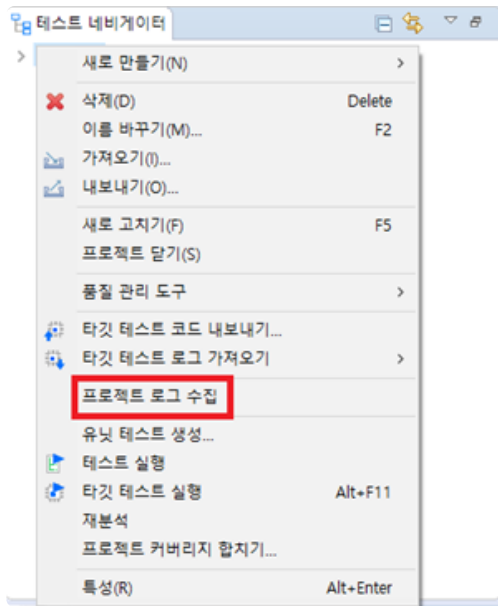 테스트 네비게이터
새로 만들기(N)
삭제(D) Delete
이름 바꾸기(M)... F2
가져오기(I)...
내보내기(O)...
새로 고치기(F) F5
프로젝트 닫기(S)
품질 관리 도구
타깃 테스트 코드 내보내기...
타깃 테스트 로그 가져오기
프로젝트 로그 수집
유닛 테스트 생성...
테스트 실행
타깃 테스트 실행 Alt+F11
재분석
프로젝트 커버리지 합치기...
특성(R) Alt+Enter